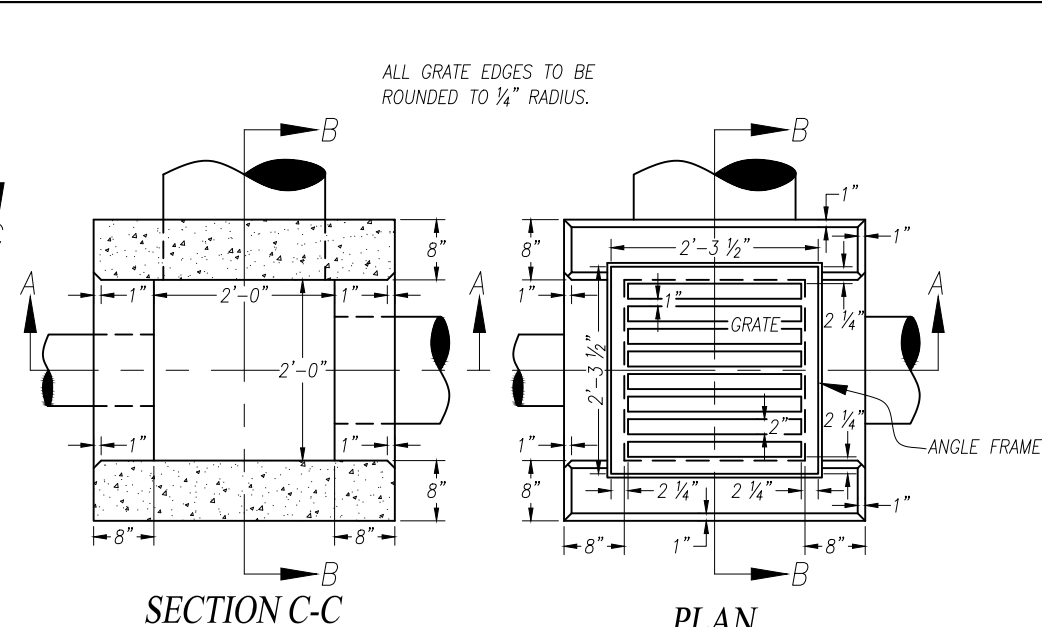 ALL GRATE EDGES TO BE
ROUNDED TO ¼" RADIUS.
B
B
1"
8"
8"
2'-3 ½"
1"
A
1"
2'-0"
1"
A
1"
1"
2 ¼"
A
GRATE
2'-0"
2'-3 ½"
1"
1"
1"
2"
2 ¼"
ANGLE FRAME
8"
8"
2 ¼"
2 ¼"
1"
8"
8"
8"
1"
8"
B
B
SECTION C-C
PLAN